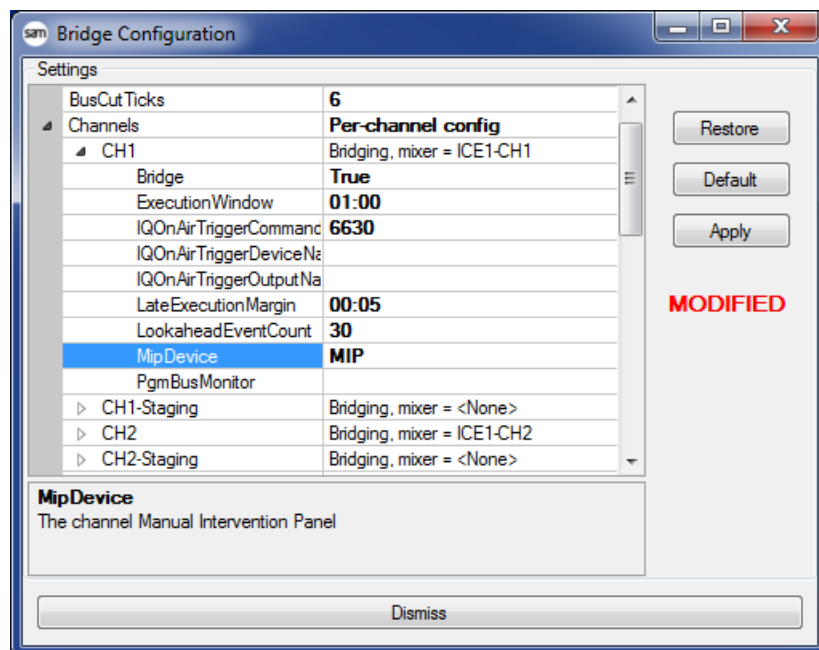 sam Bridge Configuration
Settings
BusCutTicks 6
Channels Per-channel config Restore
CH1 Bridging, mixer = ICE1-CH1
Bridge True Default
ExecutionWindow 01:00
IQOnAirTriggerCommand 6630 Apply
IQOnAirTriggerDeviceNa
IQOnAirTriggerOutputNa
LateExecutionMargin 00:05 MODIFIED
LookaheadEventCount 30
MipDevice MIP
PgmBusMonitor
CH1-Staging Bridging, mixer = <None>
CH2 Bridging, mixer = ICE1-CH2
CH2-Staging Bridging, mixer = <None>
MipDevice
The channel Manual Intervention Panel
Dismiss